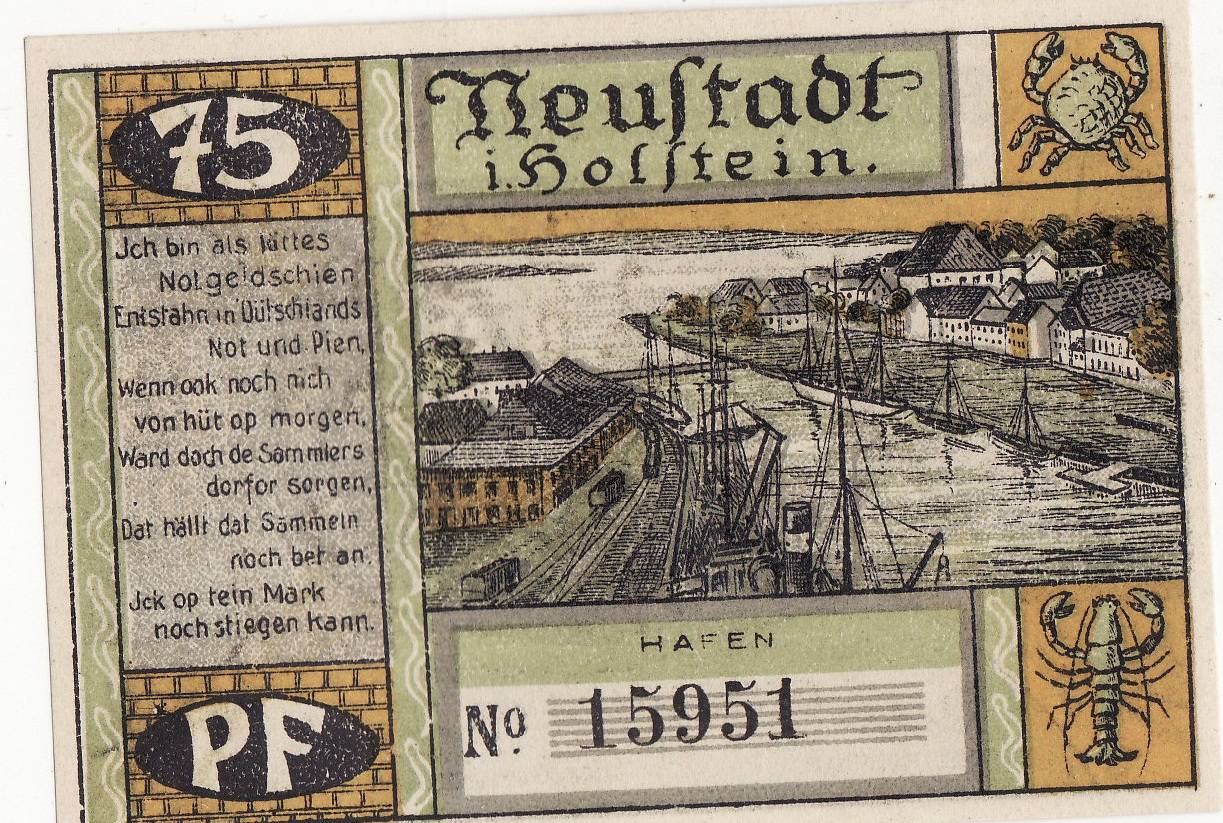 75
Neustadt
i. Holstein.
Jch bin als lüttes
Notgeldschien
Entstahn in Dütschlands
Not und Pien,
Wenn ook noch nich
von hüt op morgen,
Ward doch de Sammlers
dorför sorgen,
Dat hällt dat Sammeln
noch bet an,
Jck op tein Mark
noch stiegen kann.
PF
HAFEN
No 15951